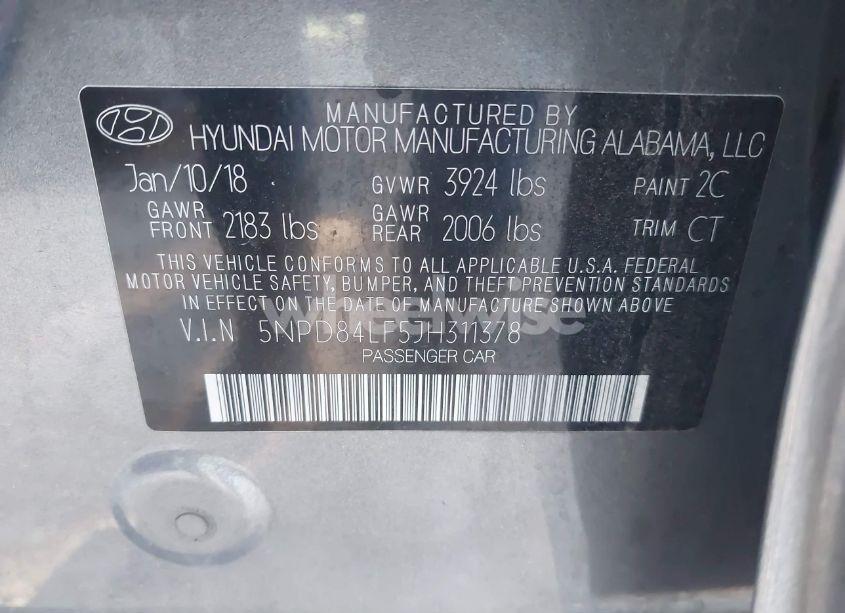 MANUFACTURED BY
HYUNDAI MOTOR MANUFACTURING ALABAMA, LLC
Jan/10/18 GVWR 3924 lbs PAINT 2C
GAWR FRONT 2183 lbs GAWR REAR 2006 lbs TRIM CT
THIS VEHICLE CONFORMS TO ALL APPLICABLE U.S.A. FEDERAL
MOTOR VEHICLE SAFETY, BUMPER, AND THEFT PREVENTION STANDARDS
IN EFFECT ON THE DATE OF MANUFACTURE SHOWN ABOVE
wheelwise
V.I.N 5NPD84LF5JH311378
PASSENGER CAR